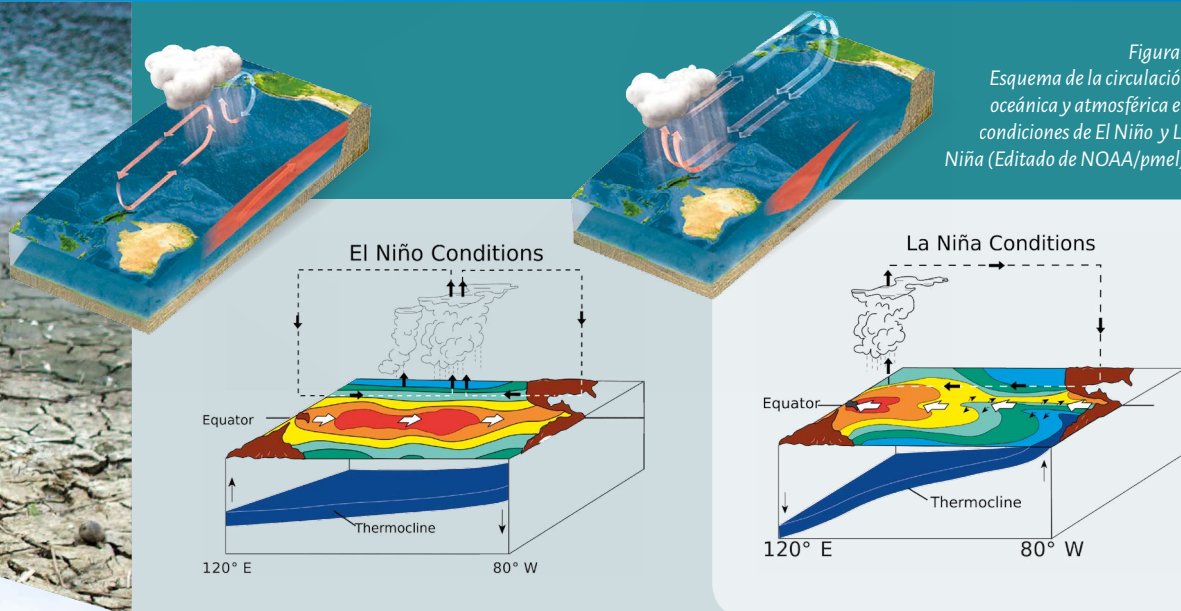 Figura
Esquema de la circulació
oceánica y atmosférica e
condiciones de El Niño y L
Niña (Editado de NOAA/pmel)
El Niño Conditions
Equator
Thermocline
120° E
80° W
La Niña Conditions
Equator
Thermocline
120° E
80° W